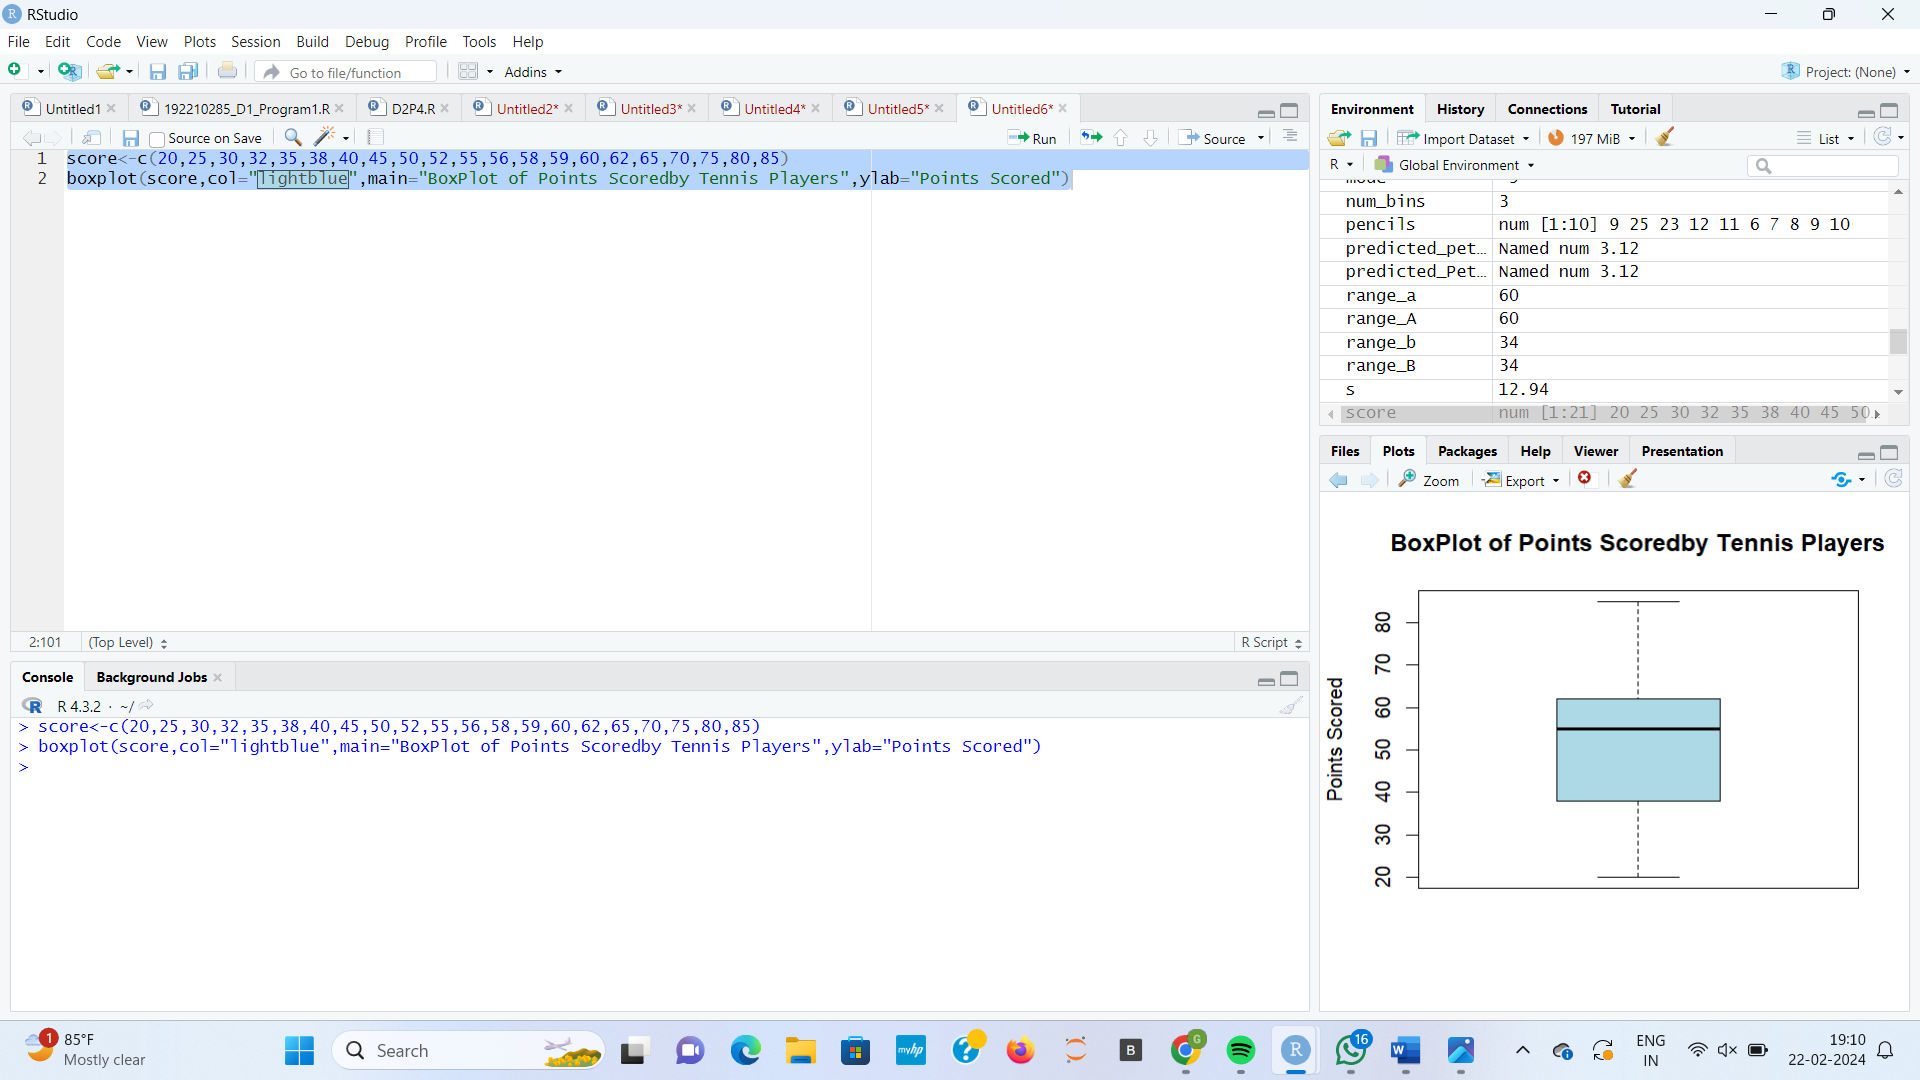 RStudio
File Edit Code View Plots Session Build Debug Profile Tools Help
Go to file/function Addins Project: (None)
Untitled1 192210285_D1_Program1.R D2P4.R Untitled2* Untitled3* Untitled4* Untitled5* Untitled6*
Source on Save Run Source
1 score<-c(20,25,30,32,35,38,40,45,50,52,55,56,58,59,60,62,65,70,75,80,85)
2 boxplot(score,col="lightblue",main="BoxPlot of Points Scoredby Tennis Players",ylab="Points Scored")
2:101 (Top Level) R Script
Console Background Jobs
R 4.3.2 · ~/
> score<-c(20,25,30,32,35,38,40,45,50,52,55,56,58,59,60,62,65,70,75,80,85)
> boxplot(score,col="lightblue",main="BoxPlot of Points Scoredby Tennis Players",ylab="Points Scored")
>
Environment History Connections Tutorial
Import Dataset 197 MiB List
R Global Environment
num_bins 3
pencils num [1:10] 9 25 23 12 11 6 7 8 9 10
predicted_pet… Named num 3.12
predicted_Pet… Named num 3.12
range_a 60
range_A 60
range_b 34
range_B 34
s 12.94
score num [1:21] 20 25 30 32 35 38 40 45 50
Files Plots Packages Help Viewer Presentation
Zoom Export
BoxPlot of Points Scoredby Tennis Players
Points Scored
80
70
60
50
40
30
20
1 85°F
Mostly clear
Search
myhp
B
G
16
ENG
IN
19:10
22-02-2024